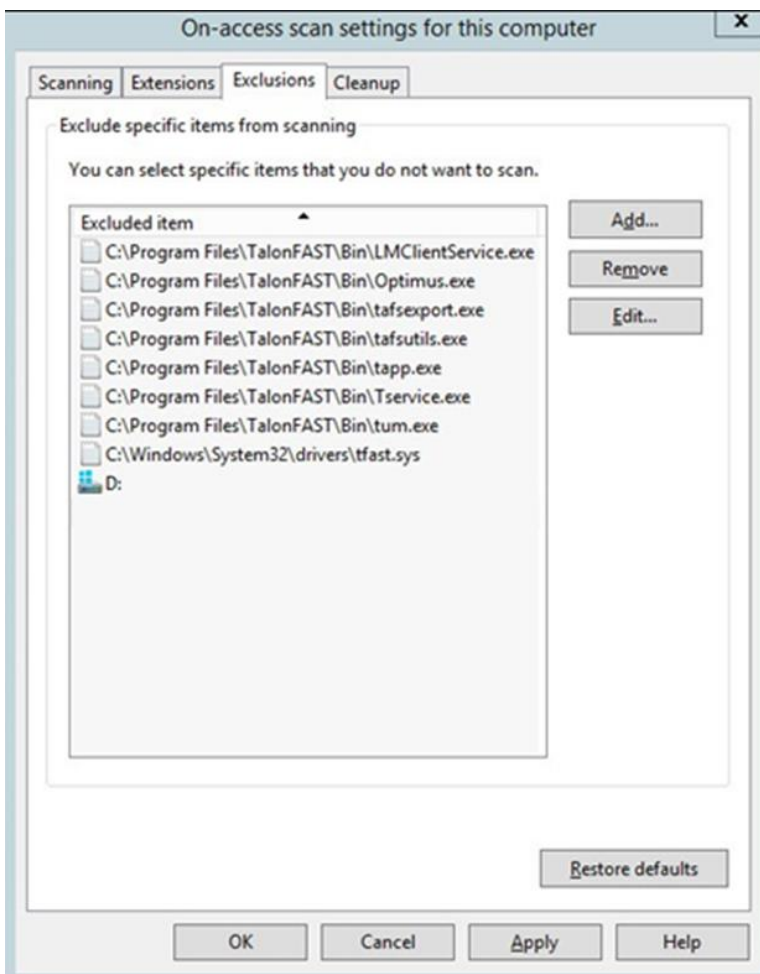 On-access scan settings for this computer
x
Scanning Extensions Exclusions Cleanup
Exclude specific items from scanning
You can select specific items that you do not want to scan.
Excluded item
C:\Program Files\TalonFAST\Bin\LMClientService.exe
C:\Program Files\TalonFAST\Bin\Optimus.exe
C:\Program Files\TalonFAST\Bin\tafsexport.exe
C:\Program Files\TalonFAST\Bin\tafsutils.exe
C:\Program Files\TalonFAST\Bin\tapp.exe
C:\Program Files\TalonFAST\Bin\Tservice.exe
C:\Program Files\TalonFAST\Bin\tum.exe
C:\Windows\System32\drivers\tfast.sys
D:
Add...
Remove
Edit...
Restore defaults
OK Cancel Apply Help